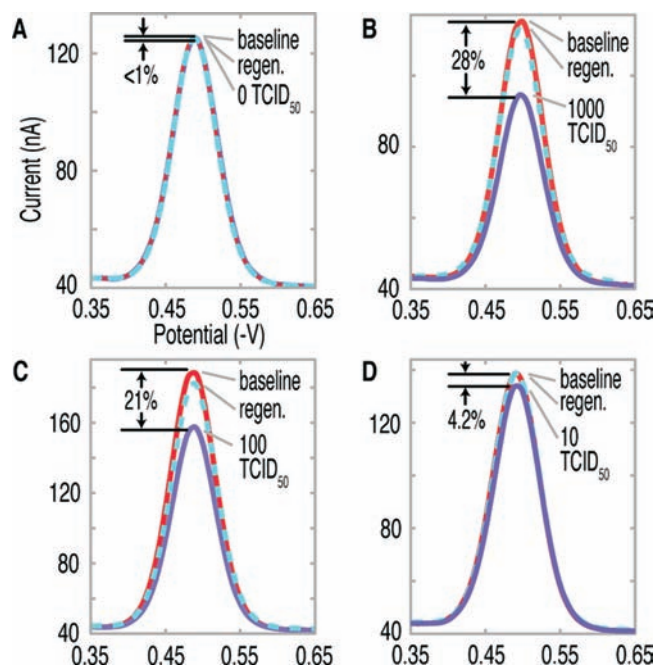 A
120
80
40
Current (nA)
<1%
baseline
regen.
0 TCID50
0.35 0.45 0.55 0.65
Potential (-V)
B
80
40
28%
baseline
regen.
1000
TCID50
0.35 0.45 0.55 0.65
C
160
120
80
40
21%
baseline
regen.
100
TCID50
0.35 0.45 0.55 0.65
D
120
80
40
4.2%
baseline
regen.
10
TCID50
0.35 0.45 0.55 0.65